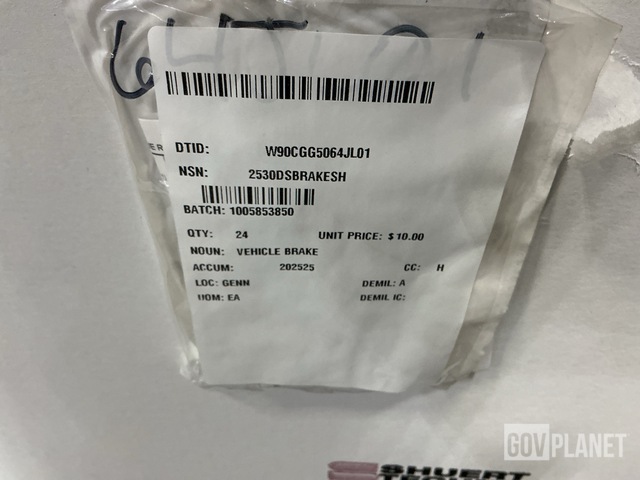 DTID: W90CGG5064JL01
NSN: 2530DSBRAKESH
BATCH: 1005853850
QTY: 24 UNIT PRICE: $10.00
NOUN: VEHICLE BRAKE
ACCUM: 202525 CC: H
LOC: GENN DEMIL: A
UOM: EA DEMIL IC:
SHUERT
GOVPLANET